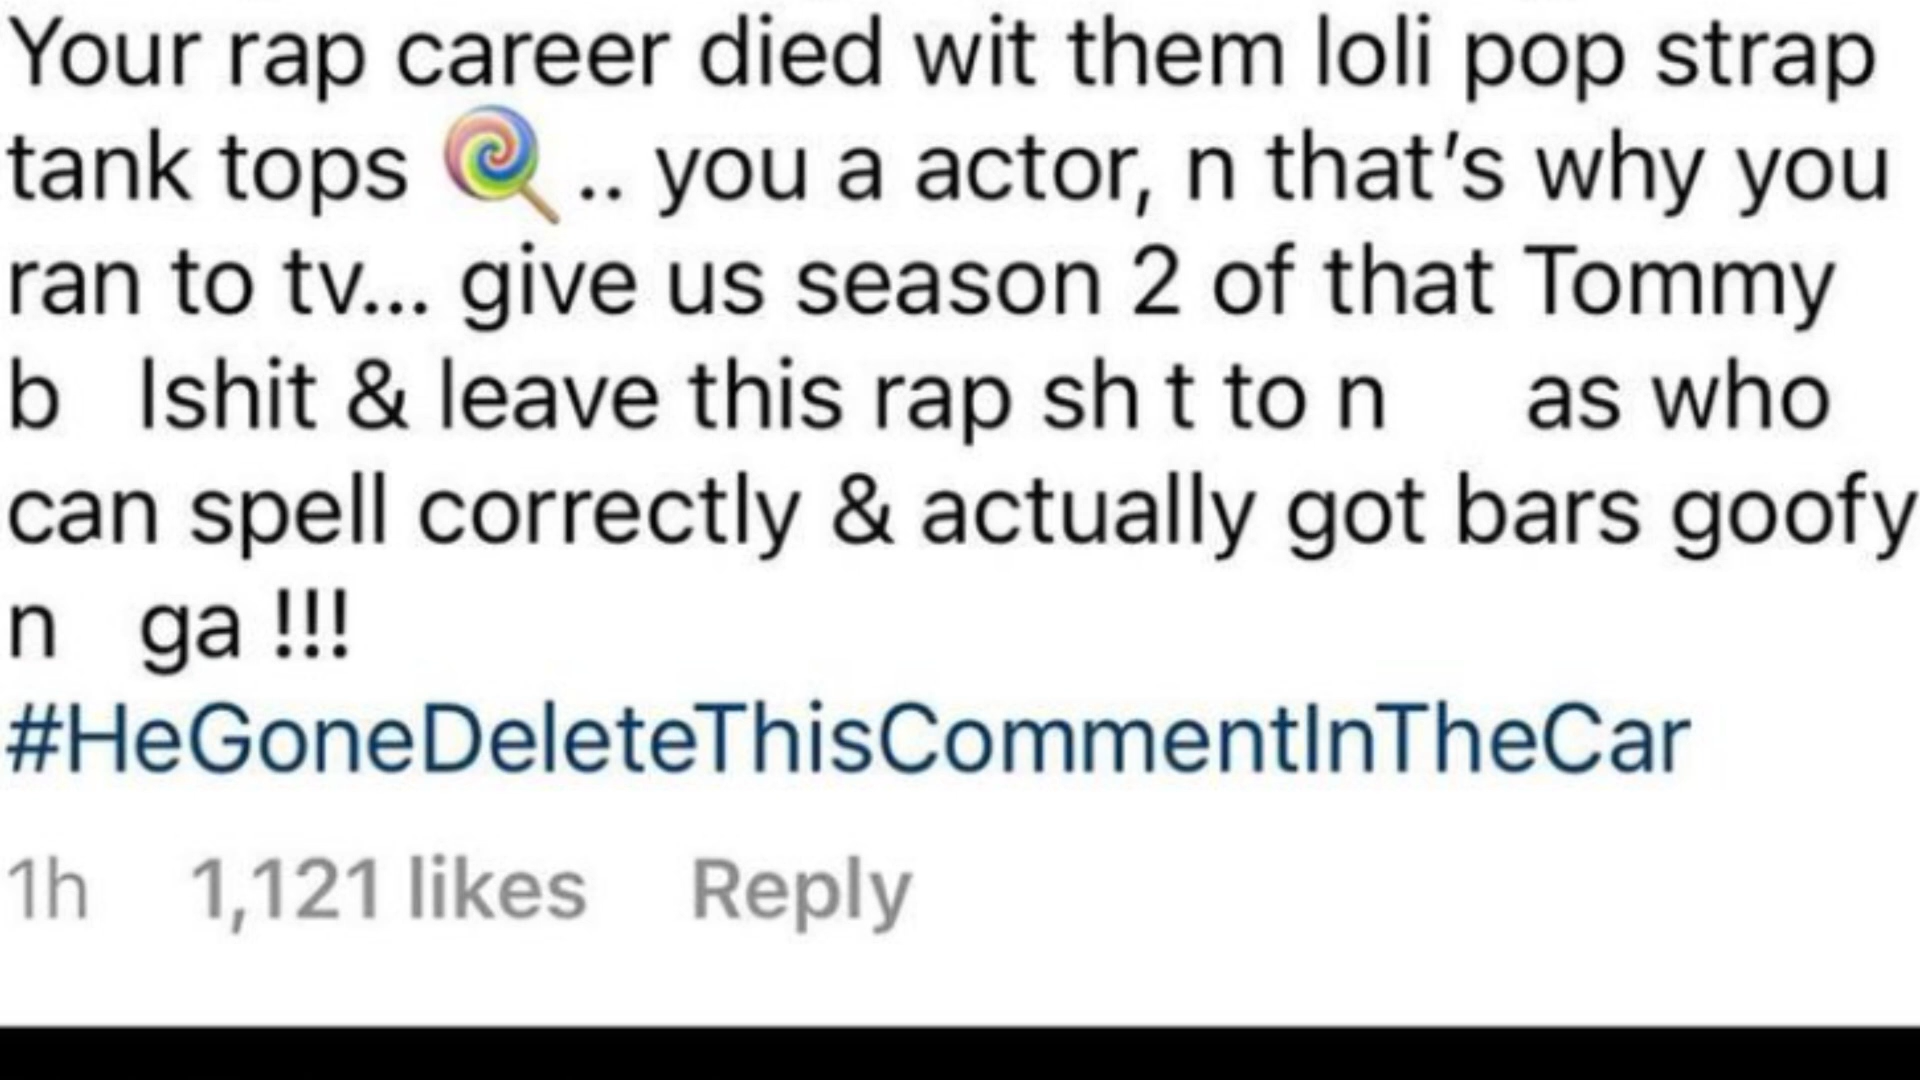 Your rap career died wit them loli pop strap
tank tops 🍭.. you a actor, n that's why you
ran to tv... give us season 2 of that Tommy
b lshit & leave this rap sh t to n as who
can spell correctly & actually got bars goofy
n ga !!!
#HeGoneDeleteThisCommentInTheCar
1h 1,121 likes Reply